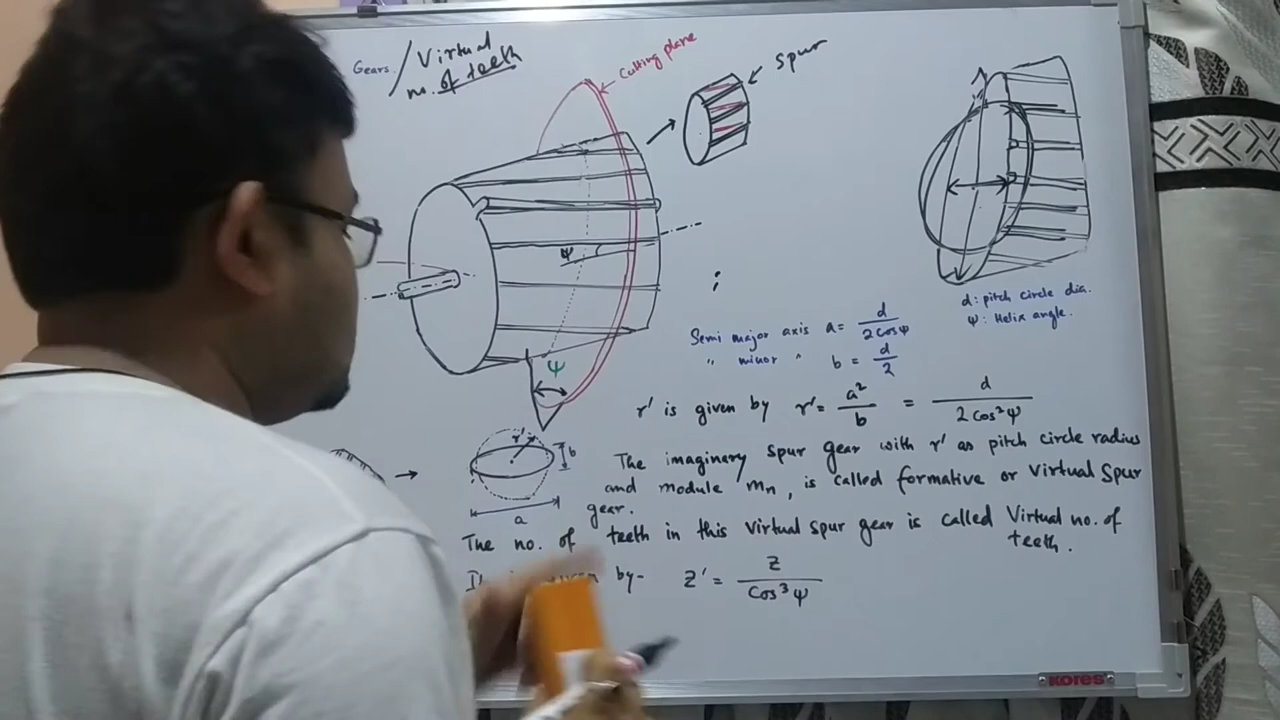 Gears / Virtual
no. of teeth
Cutting plane
spur
ψ
ψ
d: pitch circle dia.
ψ: Helix angle.
Semi major axis a = d/2cosψ
" minor " b = d/2
r' is given by r' = a²/b = d/2cos²ψ
r'
b
a
The imaginary spur gear with r' as pitch circle radius
and module mn, is called formative or Virtual Spur
gear.
The no. of teeth in this virtual spur gear is called Virtual no. of
teeth.
by- Z' = Z/Cos³ψ
KORES